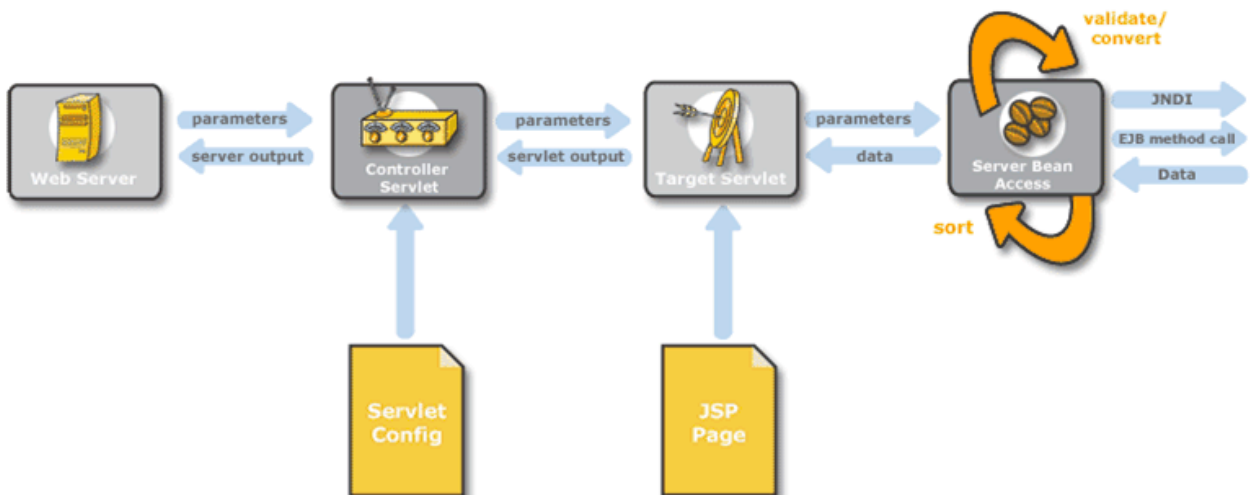 validate/
convert
parameters
server output
parameters
servlet output
parameters
data
JNDI
EJB method call
Data
Web Server
Controller
Servlet
Target Servlet
Server Bean
Access
sort
Servlet
Config
JSP
Page